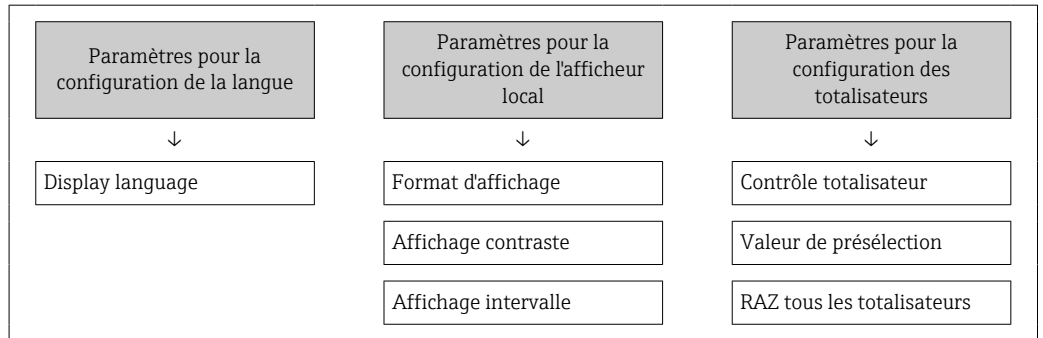 Paramètres pour la
configuration de la langue
↓
Display language
Paramètres pour la
configuration de l'afficheur
local
↓
Format d'affichage
Affichage contraste
Affichage intervalle
Paramètres pour la
configuration des
totalisateurs
↓
Contrôle totalisateur
Valeur de présélection
RAZ tous les totalisateurs